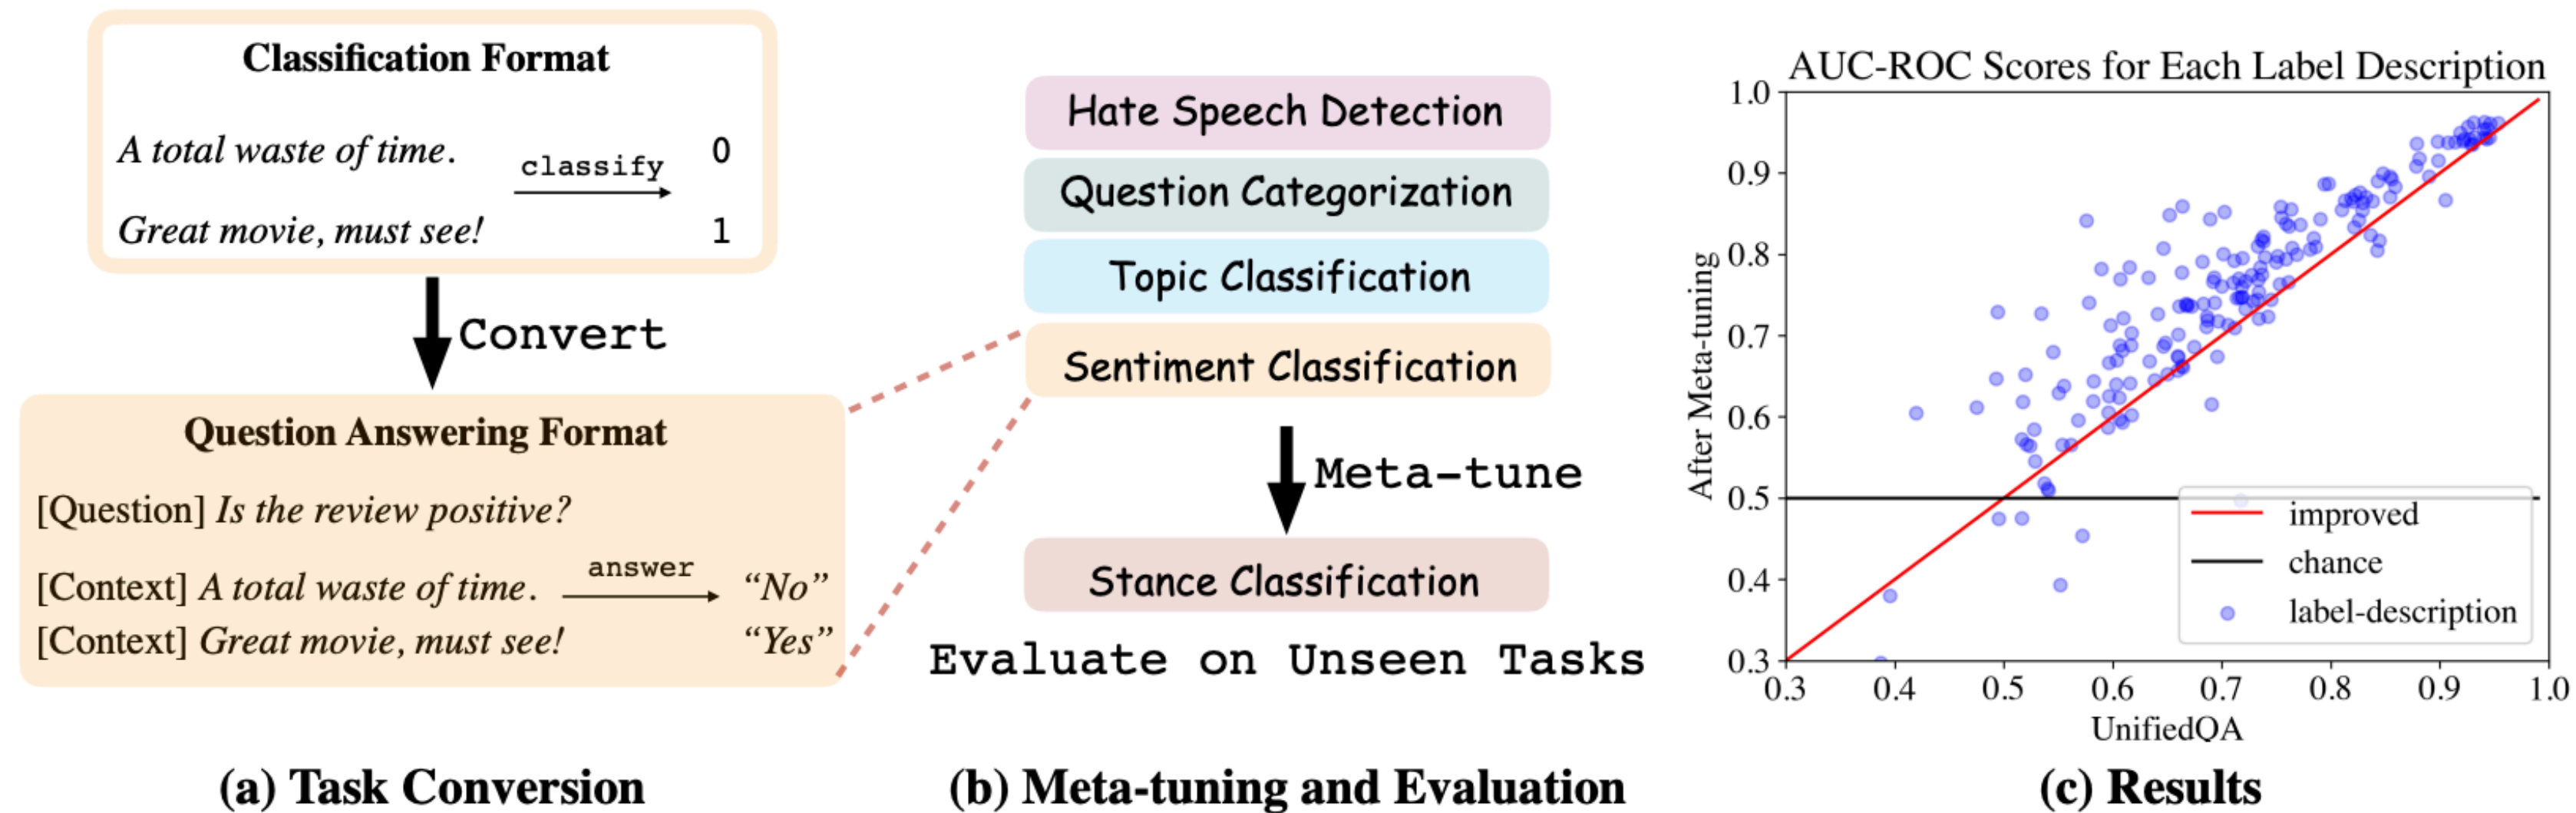 Classification Format
A total waste of time.
classify
0
Great movie, must see!
1
Convert
Question Answering Format
[Question] Is the review positive?
[Context] A total waste of time.
answer
“No”
[Context] Great movie, must see!
“Yes”
(a) Task Conversion
Hate Speech Detection
Question Categorization
Topic Classification
Sentiment Classification
Meta-tune
Stance Classification
Evaluate on Unseen Tasks
(b) Meta-tuning and Evaluation
AUC-ROC Scores for Each Label Description
1.0
0.9
0.8
0.7
0.6
0.5
0.4
0.3
After Meta-tuning
improved
chance
label-description
0.3 0.4 0.5 0.6 0.7 0.8 0.9 1.0
UnifiedQA
(c) Results